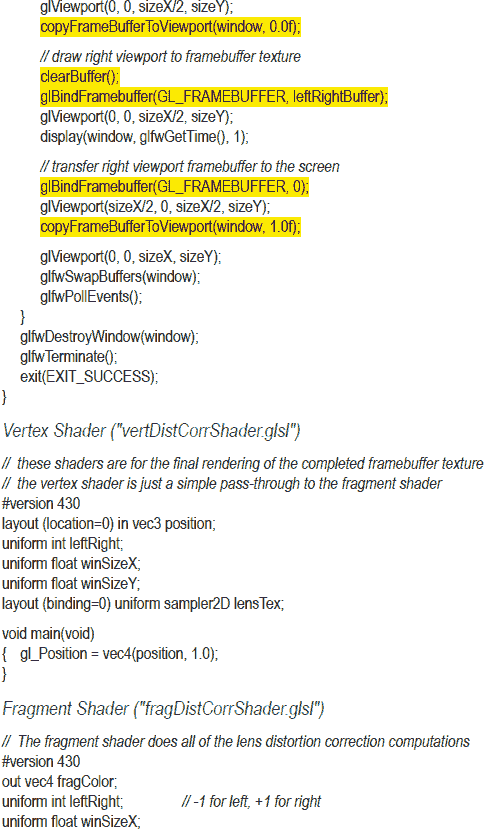 glViewport(0, 0, sizeX/2, sizeY);
copyFrameBufferToViewport(window, 0.0f);
// draw right viewport to framebuffer texture
clearBuffer();
glBindFramebuffer(GL_FRAMEBUFFER, leftRightBuffer);
glViewport(0, 0, sizeX/2, sizeY);
display(window, glfwGetTime(), 1);
// transfer right viewport framebuffer to the screen
glBindFramebuffer(GL_FRAMEBUFFER, 0);
glViewport(sizeX/2, 0, sizeX/2, sizeY);
copyFrameBufferToViewport(window, 1.0f);
glViewport(0, 0, sizeX, sizeY);
glfwSwapBuffers(window);
glfwPollEvents();
}
glfwDestroyWindow(window);
glfwTerminate();
exit(EXIT_SUCCESS);
}
Vertex Shader ("vertDistCorrShader.glsl")
// these shaders are for the final rendering of the completed framebuffer texture
// the vertex shader is just a simple pass-through to the fragment shader
#version 430
layout (location=0) in vec3 position;
uniform int leftRight;
uniform float winSizeX;
uniform float winSizeY;
layout (binding=0) uniform sampler2D lensTex;
void main(void)
{ gl_Position = vec4(position, 1.0);
}
Fragment Shader ("fragDistCorrShader.glsl")
// The fragment shader does all of the lens distortion correction computations
#version 430
out vec4 fragColor;
uniform int leftRight; // -1 for left, +1 for right
uniform float winSizeX;